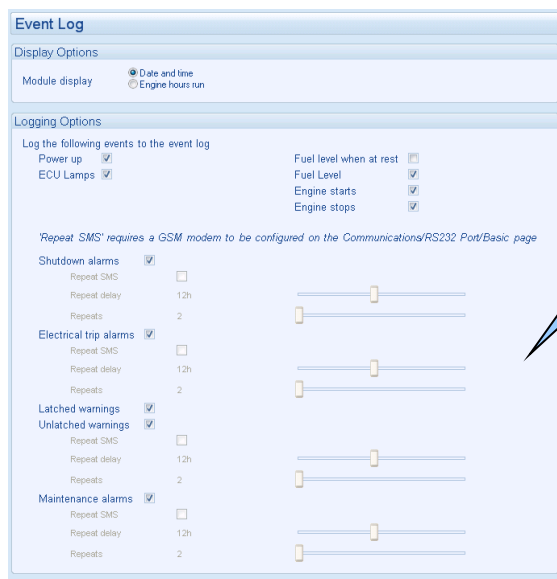 Event Log
Display Options
Module display
Date and time
Engine hours run
Logging Options
Log the following events to the event log
Power up
Fuel level when at rest
ECU Lamps
Fuel Level
Engine starts
Engine stops
'Repeat SMS' requires a GSM modem to be configured on the Communications/RS232 Port/Basic page
Shutdown alarms
Repeat SMS
Repeat delay 12h
Repeats 2
Electrical trip alarms
Repeat SMS
Repeat delay 12h
Repeats 2
Latched warnings
Unlatched warnings
Repeat SMS
Repeat delay 12h
Repeats 2
Maintenance alarms
Repeat SMS
Repeat delay 12h
Repeats 2